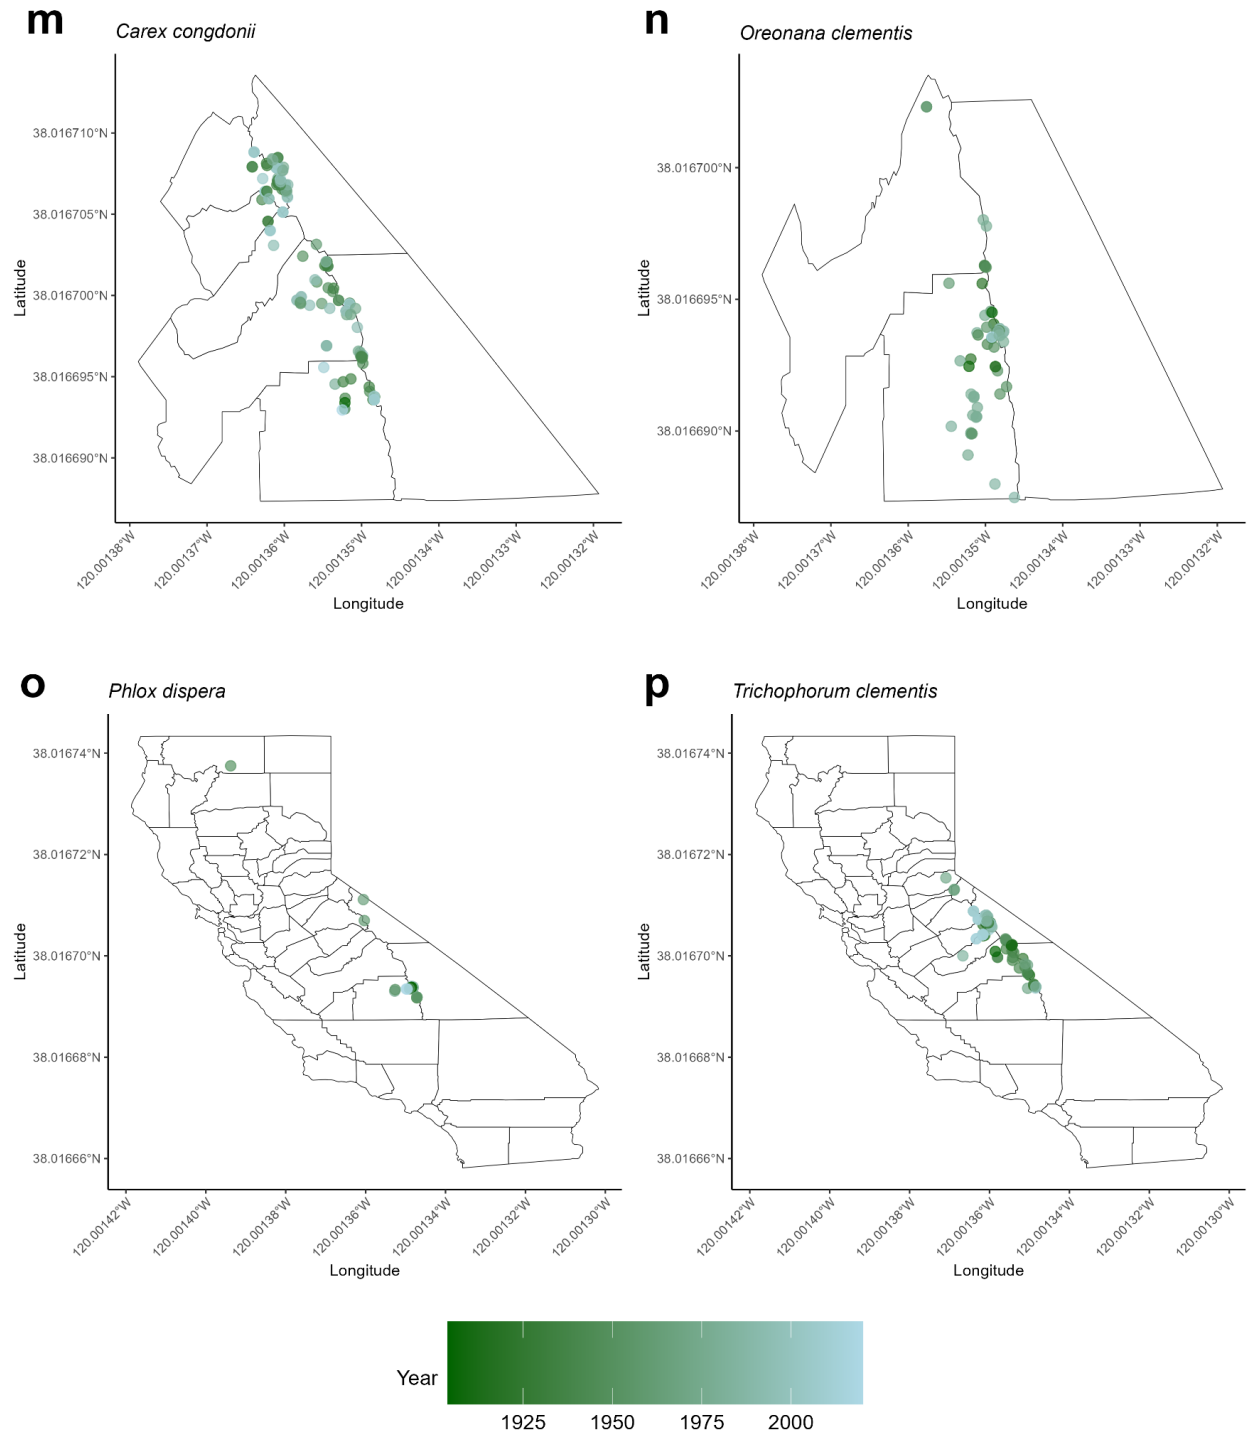 m
Carex congdonii
Latitude
38.016710°N
38.016705°N
38.016700°N
38.016695°N
38.016690°N
120.00138°W
120.00137°W
120.00136°W
120.00135°W
120.00134°W
120.00133°W
120.00132°W
Longitude
n
Oreonana clementis
Latitude
38.016700°N
38.016695°N
38.016690°N
120.00138°W
120.00137°W
120.00136°W
120.00135°W
120.00134°W
120.00133°W
120.00132°W
Longitude
o
Phlox dispera
Latitude
38.01674°N
38.01672°N
38.01670°N
38.01668°N
38.01666°N
120.00142°W
120.00140°W
120.00138°W
120.00136°W
120.00134°W
120.00132°W
120.00130°W
Longitude
p
Trichophorum clementis
Latitude
38.01674°N
38.01672°N
38.01670°N
38.01668°N
38.01666°N
120.00142°W
120.00140°W
120.00138°W
120.00136°W
120.00134°W
120.00132°W
120.00130°W
Longitude
Year
1925
1950
1975
2000